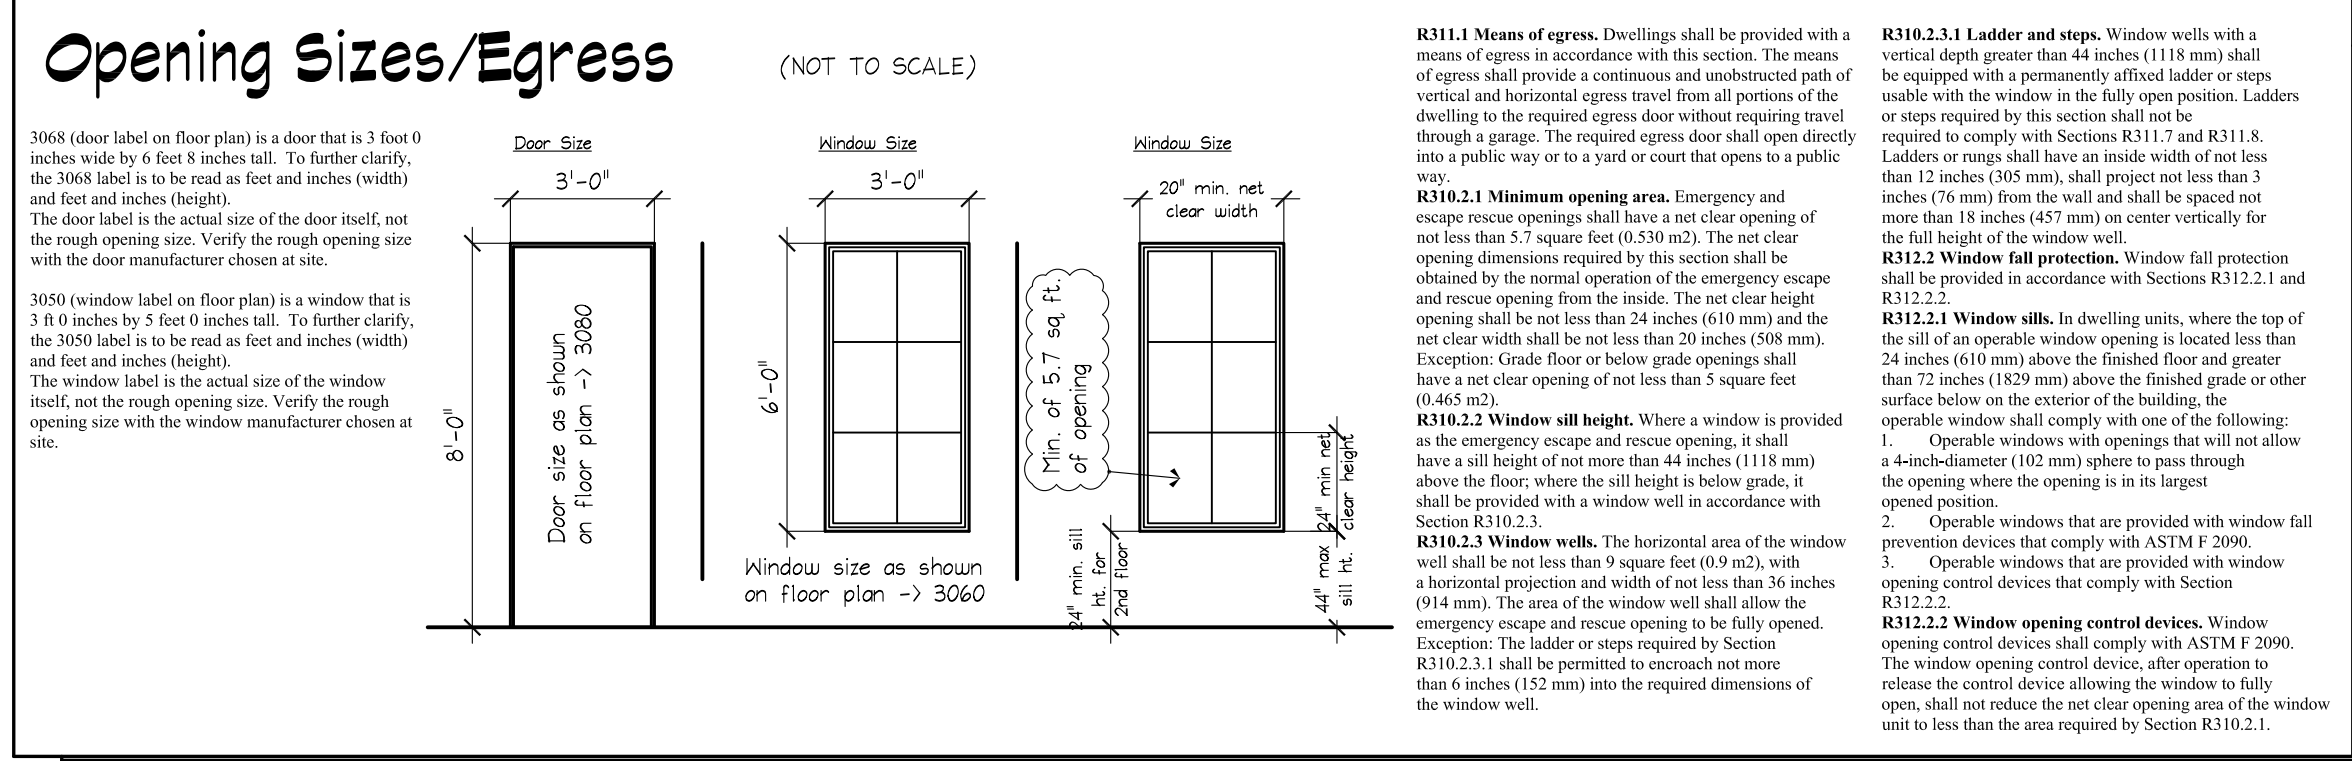 Opening Sizes/Egress
(NOT TO SCALE)
3068 (door label on floor plan) is a door that is 3 foot 0
inches wide by 6 feet 8 inches tall.  To further clarify,
the 3068 label is to be read as feet and inches (width)
and feet and inches (height).
The door label is the actual size of the door itself, not
the rough opening size. Verify the rough opening size
with the door manufacturer chosen at site.
3050 (window label on floor plan) is a window that is
3 ft 0 inches by 5 feet 0 inches tall.  To further clarify,
the 3050 label is to be read as feet and inches (width)
and feet and inches (height).
The window label is the actual size of the window
itself, not the rough opening size. Verify the rough
opening size with the window manufacturer chosen at
site.
Door Size
3'-0"
8'-0"
Door size as shown
on floor plan -> 3080
Window Size
3'-0"
6'-0"
Window size as shown
on floor plan -> 3060
Window Size
20" min. net
clear width
Min. of 5.7 sq ft.
of opening
24" min. sill
ht. for
2nd floor
24" min net
clear height
44" max
sill ht.
R311.1 Means of egress. Dwellings shall be provided with a
means of egress in accordance with this section. The means
of egress shall provide a continuous and unobstructed path of
vertical and horizontal egress travel from all portions of the
dwelling to the required egress door without requiring travel
through a garage. The required egress door shall open directly
into a public way or to a yard or court that opens to a public
way.
R310.2.1 Minimum opening area. Emergency and
escape rescue openings shall have a net clear opening of
not less than 5.7 square feet (0.530 m2). The net clear
opening dimensions required by this section shall be
obtained by the normal operation of the emergency escape
and rescue opening from the inside. The net clear height
opening shall be not less than 24 inches (610 mm) and the
net clear width shall be not less than 20 inches (508 mm).
Exception: Grade floor or below grade openings shall
have a net clear opening of not less than 5 square feet
(0.465 m2).
R310.2.2 Window sill height. Where a window is provided
as the emergency escape and rescue opening, it shall
have a sill height of not more than 44 inches (1118 mm)
above the floor; where the sill height is below grade, it
shall be provided with a window well in accordance with
Section R310.2.3.
R310.2.3 Window wells. The horizontal area of the window
well shall be not less than 9 square feet (0.9 m2), with
a horizontal projection and width of not less than 36 inches
(914 mm). The area of the window well shall allow the
emergency escape and rescue opening to be fully opened.
Exception: The ladder or steps required by Section
R310.2.3.1 shall be permitted to encroach not more
than 6 inches (152 mm) into the required dimensions of
the window well.
R310.2.3.1 Ladder and steps. Window wells with a
vertical depth greater than 44 inches (1118 mm) shall
be equipped with a permanently affixed ladder or steps
usable with the window in the fully open position. Ladders
or steps required by this section shall not be
required to comply with Sections R311.7 and R311.8.
Ladders or rungs shall have an inside width of not less
than 12 inches (305 mm), shall project not less than 3
inches (76 mm) from the wall and shall be spaced not
more than 18 inches (457 mm) on center vertically for
the full height of the window well.
R312.2 Window fall protection. Window fall protection
shall be provided in accordance with Sections R312.2.1 and
R312.2.2.
R312.2.1 Window sills. In dwelling units, where the top of
the sill of an operable window opening is located less than
24 inches (610 mm) above the finished floor and greater
than 72 inches (1829 mm) above the finished grade or other
surface below on the exterior of the building, the
operable window shall comply with one of the following:
1. Operable windows with openings that will not allow
a 4-inch-diameter (102 mm) sphere to pass through
the opening where the opening is in its largest
opened position.
2. Operable windows that are provided with window fall
prevention devices that comply with ASTM F 2090.
3. Operable windows that are provided with window
opening control devices that comply with Section
R312.2.2.
R312.2.2 Window opening control devices. Window
opening control devices shall comply with ASTM F 2090.
The window opening control device, after operation to
release the control device allowing the window to fully
open, shall not reduce the net clear opening area of the window
unit to less than the area required by Section R310.2.1.